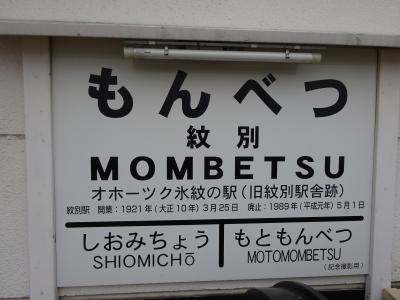 もんべつ
紋別
MOMBETSU
オホーツク氷紋の駅(旧紋別駅舎跡)
紋別駅 開業:1921年(大正10年)3月25日 廃止:1989年(平成元年)5月1日
しおみちょう
SHIOMICHŌ
もともんべつ
MOTOMOMBETSU
(記念撮影用)